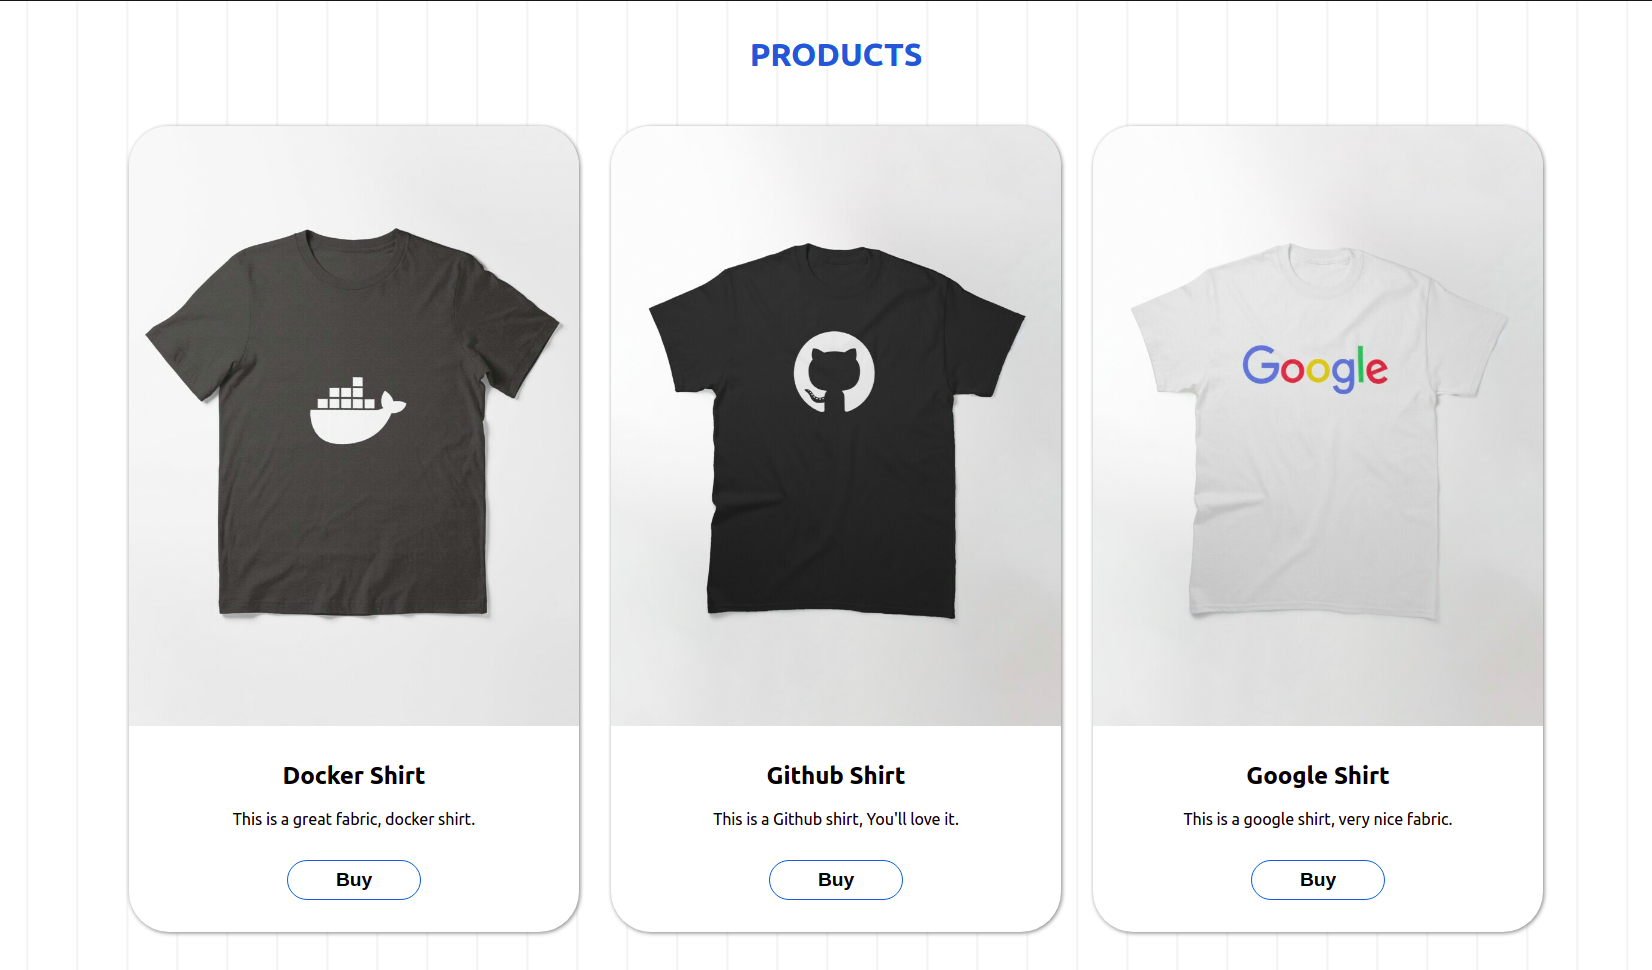 PRODUCTS
Google
Docker Shirt
This is a great fabric, docker shirt.
Buy
Github Shirt
This is a Github shirt, You'll love it.
Buy
Google Shirt
This is a google shirt, very nice fabric.
Buy